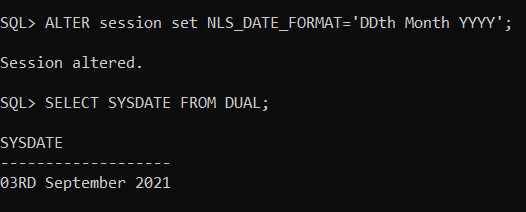 SQL> ALTER session set NLS_DATE_FORMAT='DDth Month YYYY';
Session altered.
SQL> SELECT SYSDATE FROM DUAL;
SYSDATE
-------------------
03RD September 2021